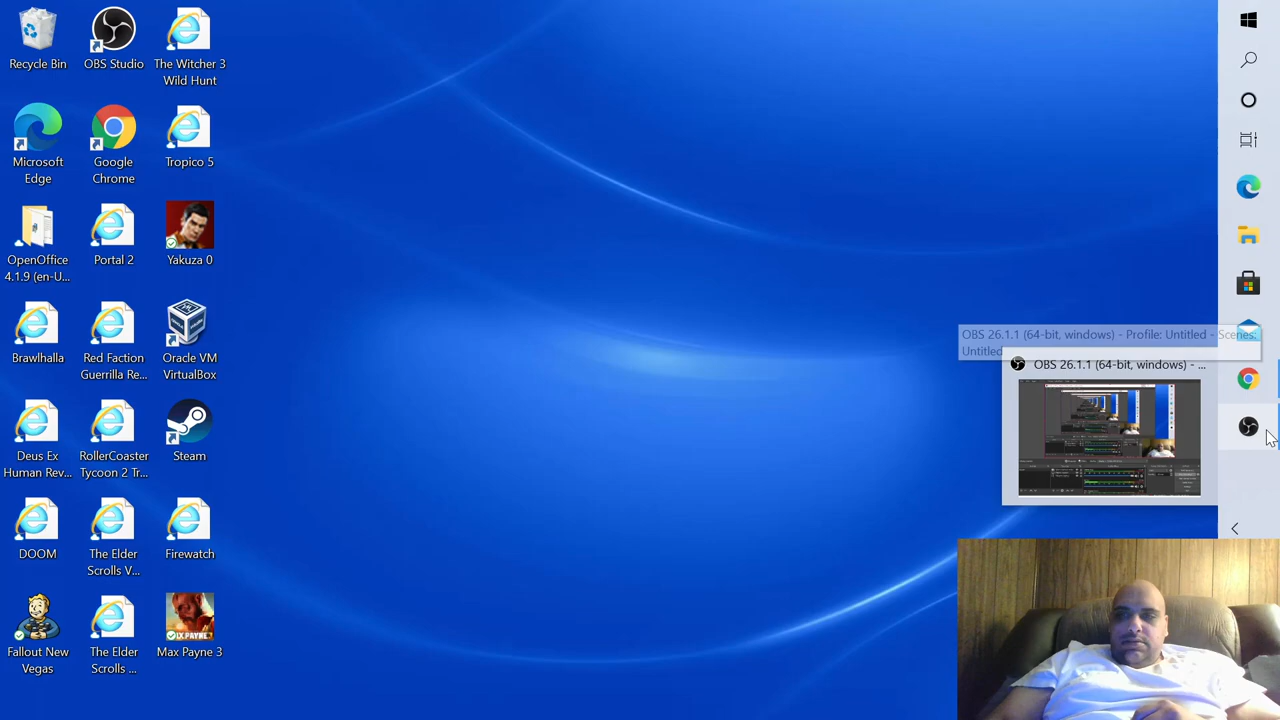 Recycle Bin
OBS Studio
The Witcher 3
Wild Hunt
Microsoft
Edge
Google
Chrome
Tropico 5
OpenOffice
4.1.9 (en-U...
Portal 2
Yakuza 0
Brawlhalla
Red Faction
Guerrilla Re...
Oracle VM
VirtualBox
Deus Ex
Human Rev...
RollerCoaster
Tycoon 2 Tr...
Steam
DOOM
The Elder
Scrolls V...
Firewatch
Fallout New
Vegas
The Elder
Scrolls ...
Max Payne 3
OBS 26.1.1 (64-bit, windows) - Profile: Untitled - Scenes:
Untitled
OBS 26.1.1 (64-bit, windows) - ...